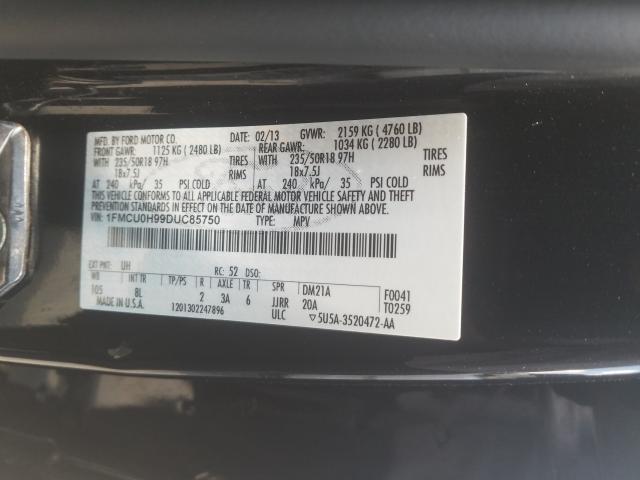 MFD. BY FORD MOTOR CO. DATE: 02/13 GVWR: 2159 KG ( 4760 LB)
FRONT GAWR: 1125 KG ( 2480 LB) REAR GAWR: 1034 KG ( 2280 LB)
WITH 235/50R18 97H TIRES WITH 235/50R18 97H TIRES
18x7.5J RIMS 18x7.5J RIMS
AT 240 kPa/ 35 PSI COLD AT 240 kPa/ 35 PSI COLD
THIS VEHICLE CONFORMS TO ALL APPLICABLE FEDERAL MOTOR VEHICLE SAFETY AND THEFT
PREVENTION STANDARDS IN EFFECT ON THE DATE OF MANUFACTURE SHOWN ABOVE.
VIN: 1FMCU0H99DUC85750 TYPE: MPV
EXT PNT: UH RC: 52 DSO:
WB INT TR TP/PS R AXLE TR SPR DM21A F0041
105 8L 2 3A 6 JJRR 20A T0259
MADE IN U.S.A. 1201302247896 ULC ▽5U5A-3520472-AA